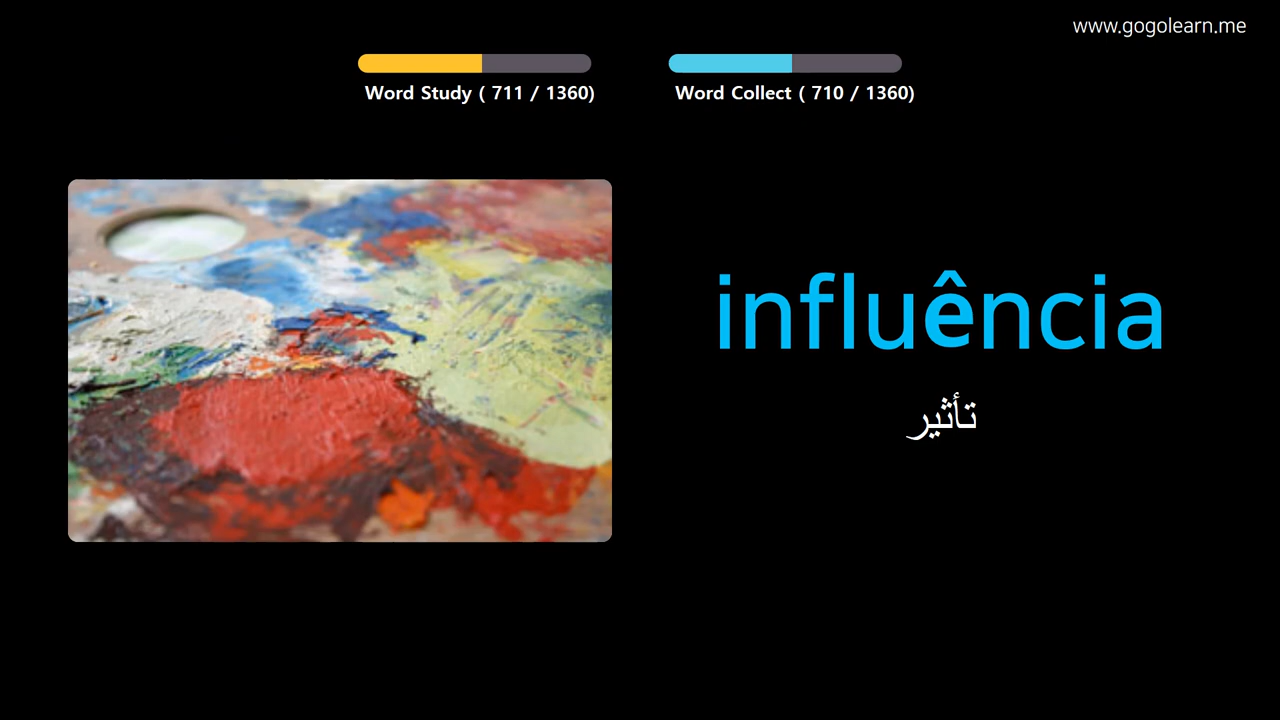 www.gogolearn.me
Word Study ( 711 / 1360)
Word Collect ( 710 / 1360)
influência
تأثير